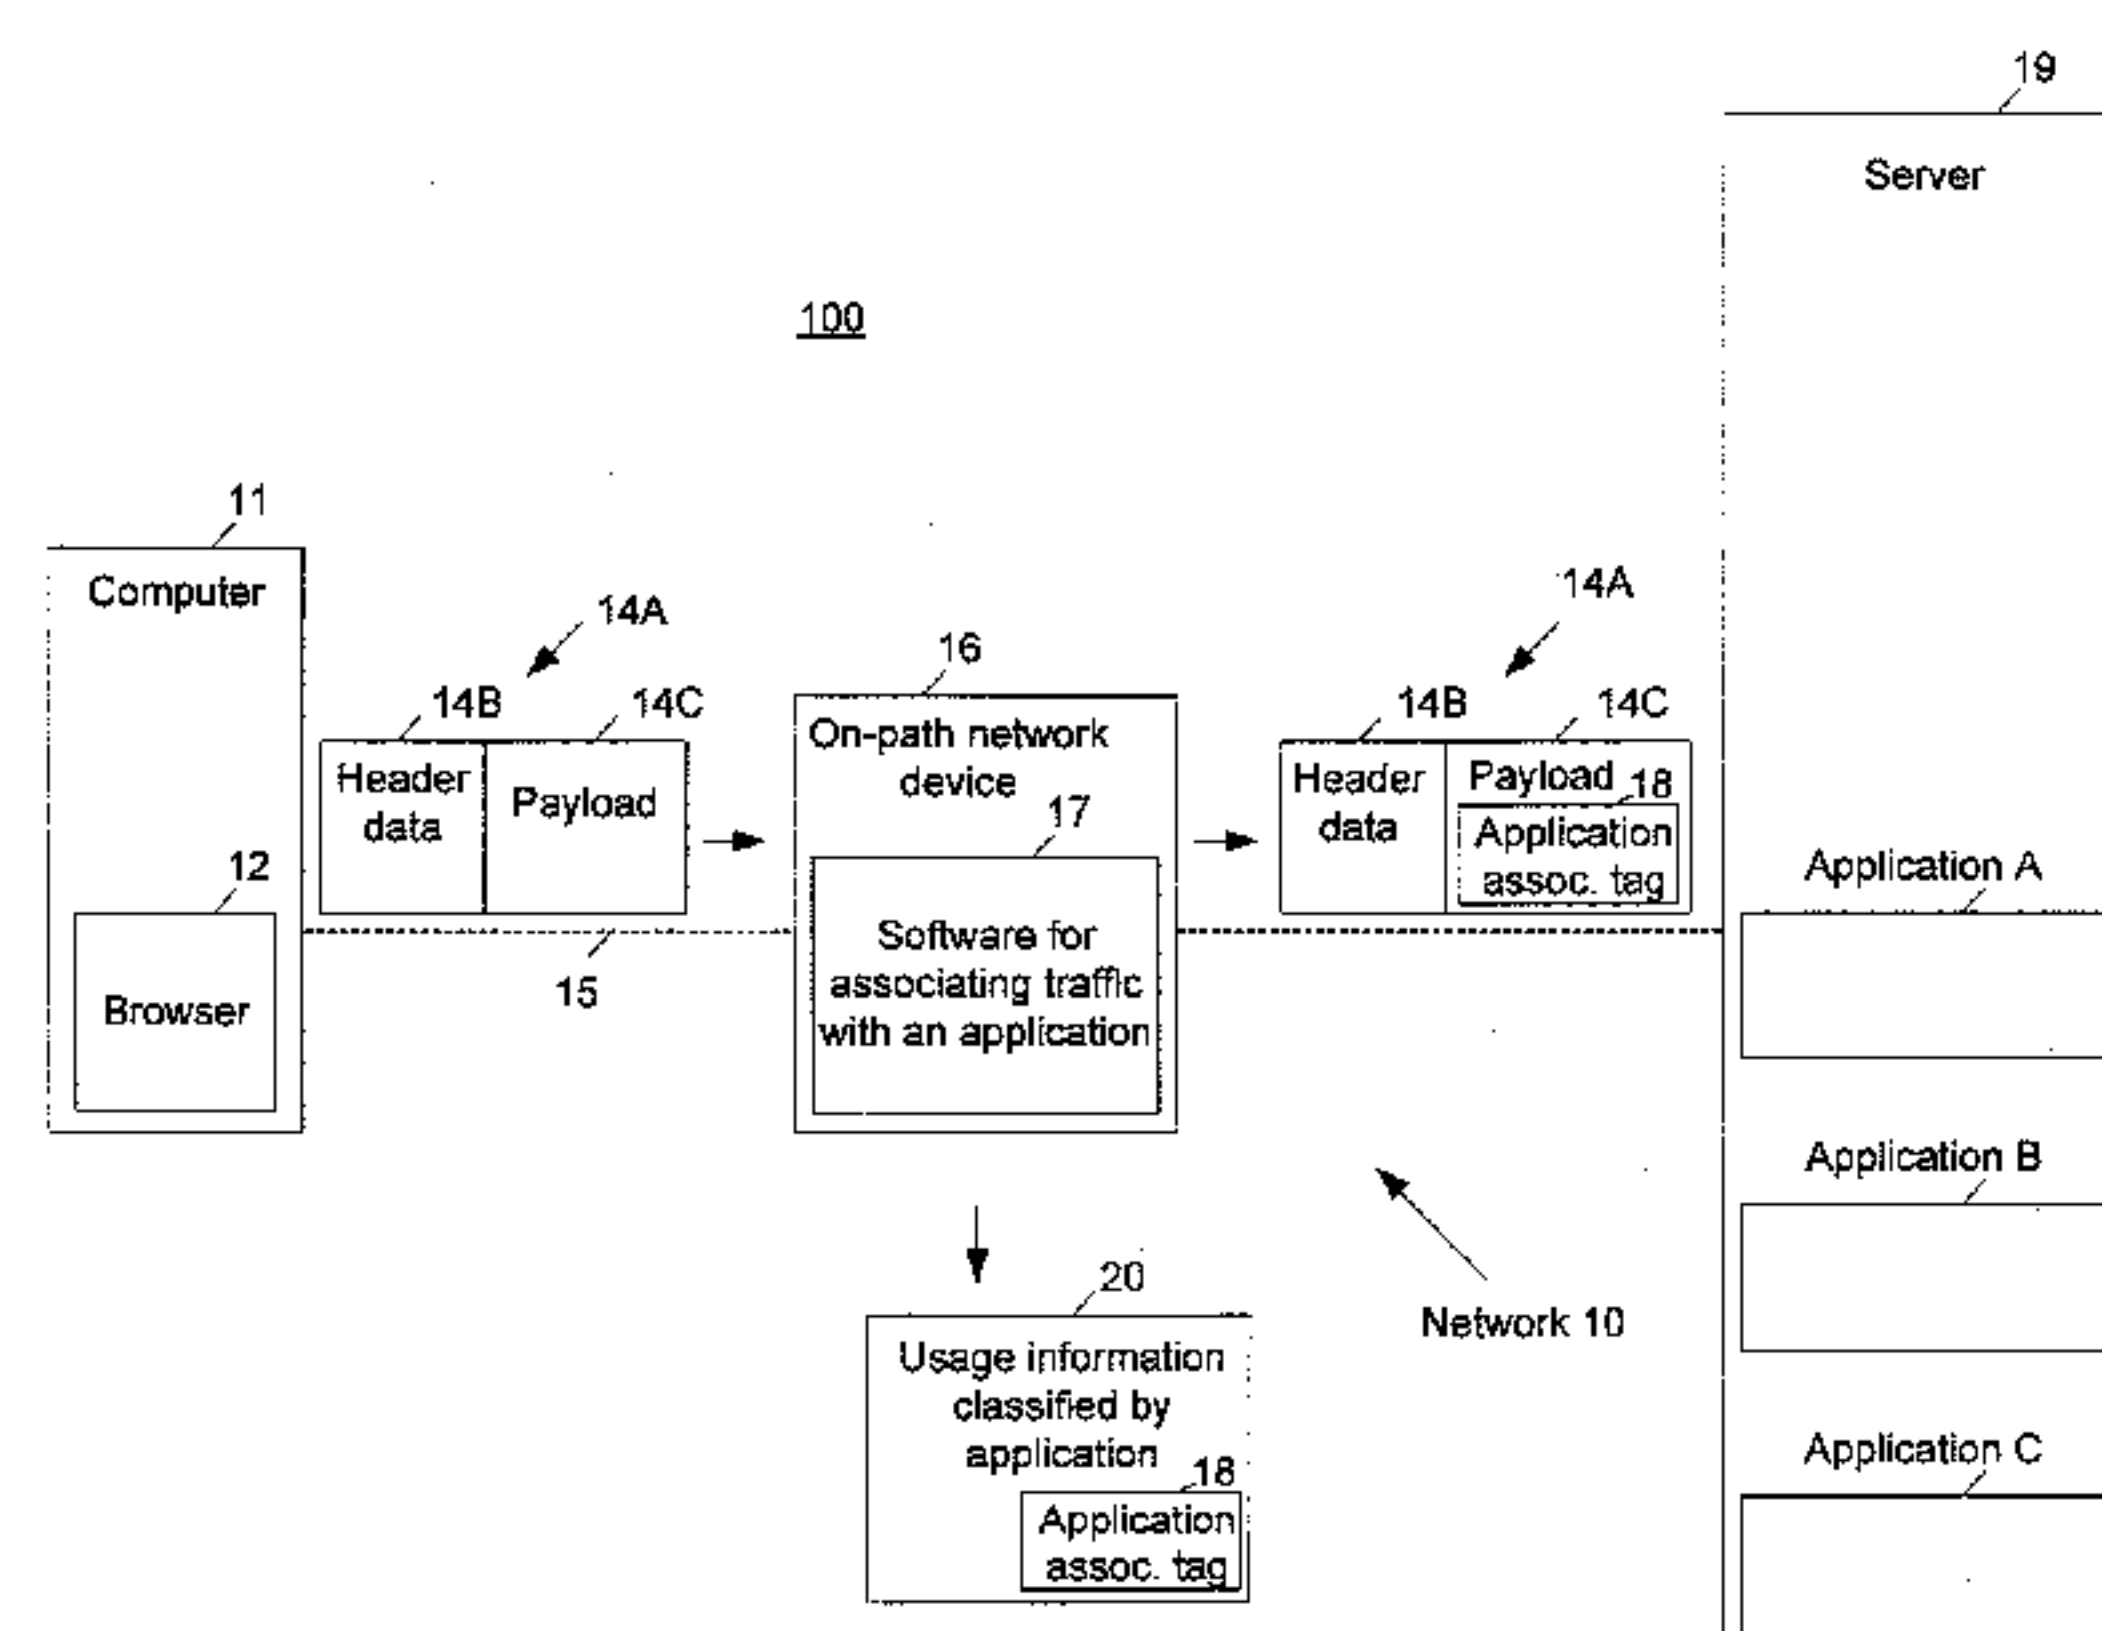 19
Server
100
11
Computer
14A
14A
16
14B
14C
14B
14C
On-path network
device
Header
data
Payload
Header
data
Payload
18
Application
assoc. tag
17
12
Browser
Software for
associating traffic
with an application
15
Application A
Application B
Network 10
20
Usage information
classified by
application
18
Application
assoc. tag
Application C